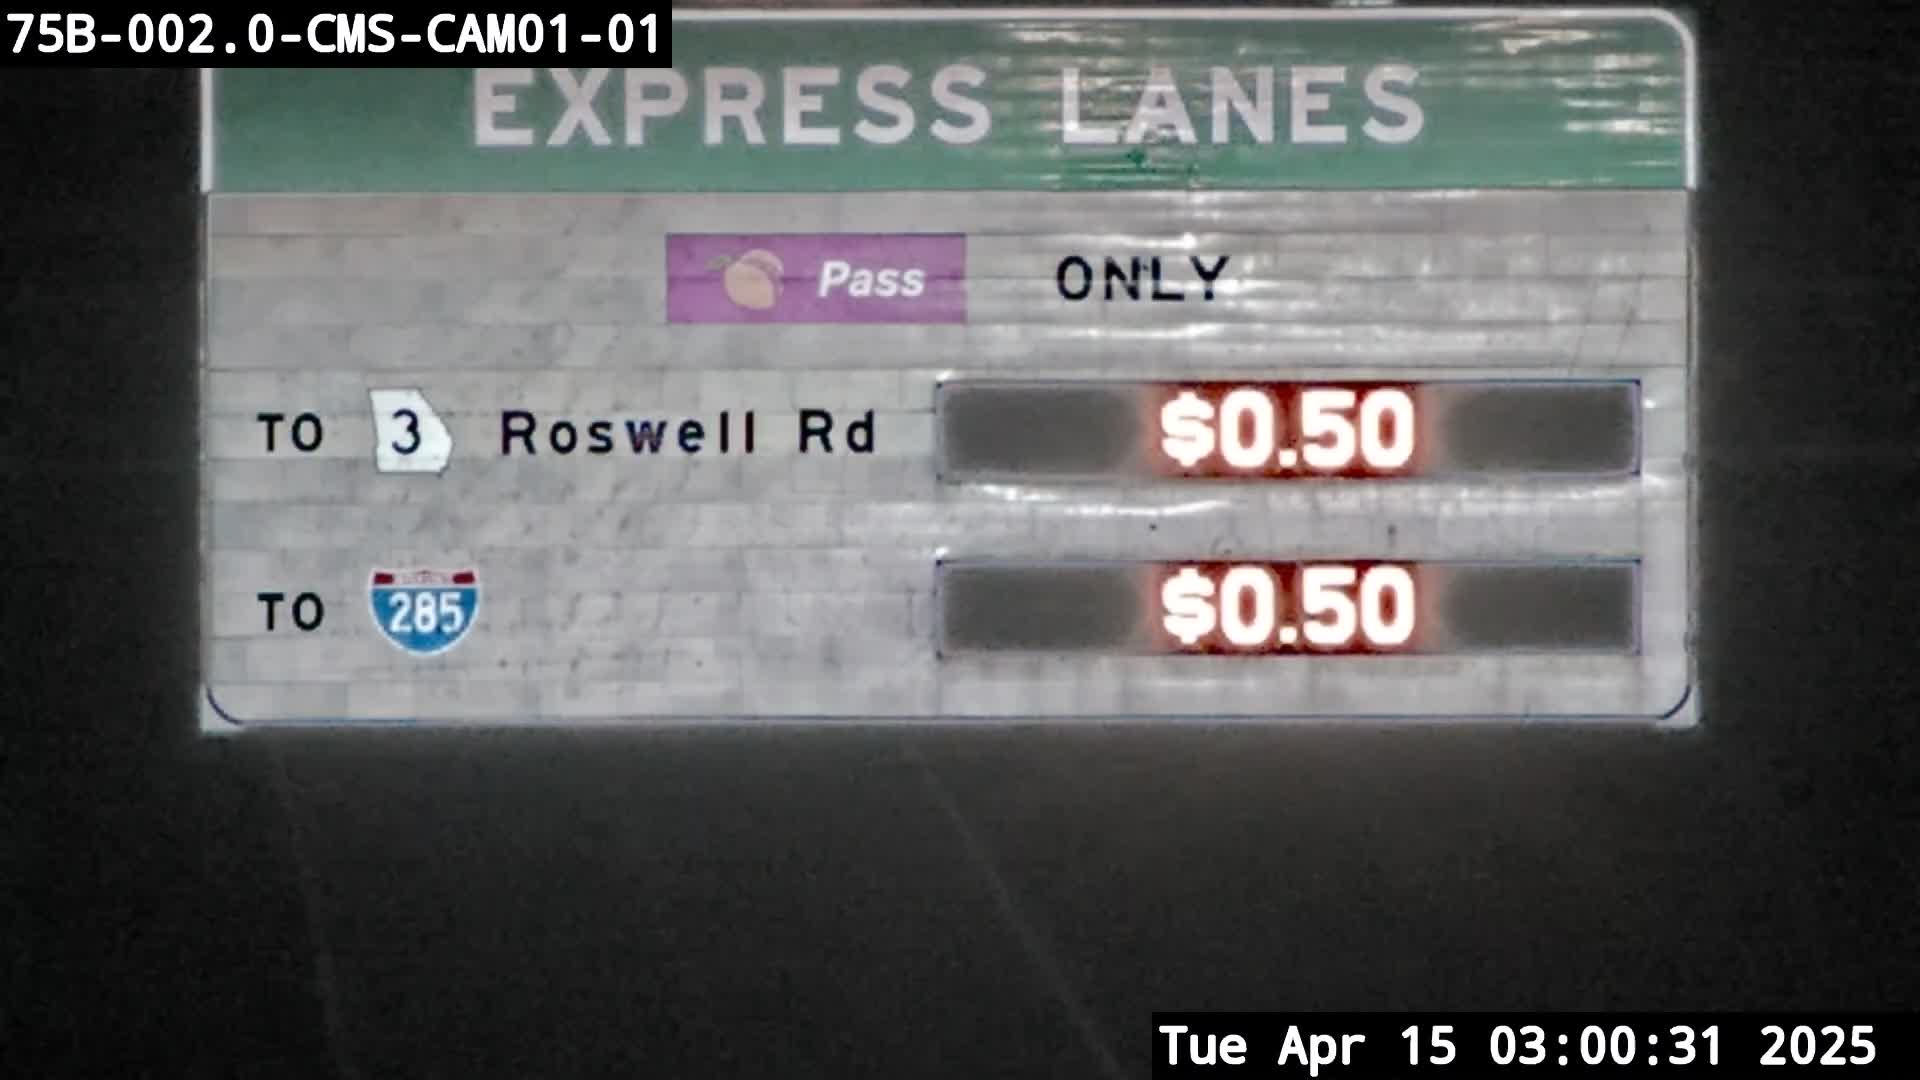 75B-002.0-CMS-CAM01-01
EXPRESS LANES
Pass ONLY
TO 3 Roswell Rd $0.50
TO 285 $0.50
Tue Apr 15 03:00:31 2025